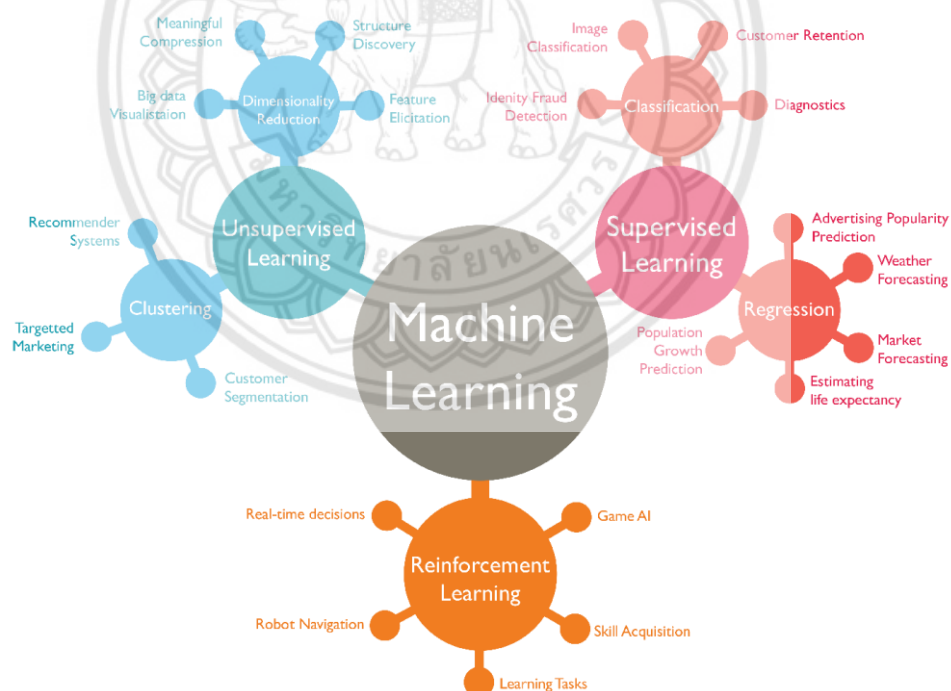 Meaningful
Compression
Structure
Discovery
Big data
Visualistaion
Dimensionality
Reduction
Feature
Elicitation
Image
Classification
Customer Retention
Idenity Fraud
Detection
Classification
Diagnostics
Recommender
Systems
Unsupervised
Learning
Clustering
Targetted
Marketing
Customer
Segmentation
Supervised
Learning
Advertising Popularity
Prediction
Weather
Forecasting
Regression
Population
Growth
Prediction
Market
Forecasting
Estimating
life expectancy
Machine
Learning
Real-time decisions
Game AI
Reinforcement
Learning
Robot Navigation
Skill Acquisition
Learning Tasks